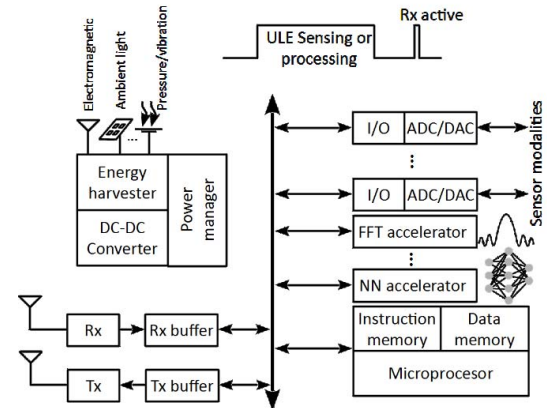 Rx active
ULE Sensing or
processing
Electromagnetic
Ambient light
Pressure/vibration
...
Energy
harvester
DC-DC
Converter
Power
manager
I/O
ADC/DAC
...
I/O
ADC/DAC
Sensor modalities
FFT accelerator
...
NN accelerator
Instruction
memory
Data
memory
Microprocesor
Rx
Rx buffer
Tx
Tx buffer